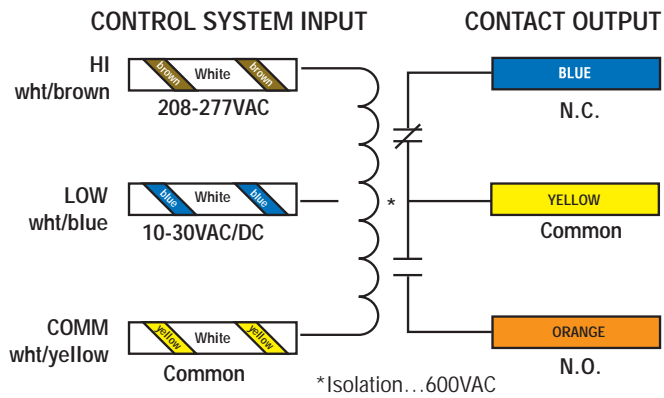 CONTROL SYSTEM INPUT
CONTACT OUTPUT
HI
wht/brown
brown White brown
208-277VAC
BLUE
N.C.
LOW
wht/blue
blue White blue
10-30VAC/DC
*
YELLOW
Common
COMM
wht/yellow
yellow White yellow
Common
ORANGE
N.O.
*Isolation...600VAC